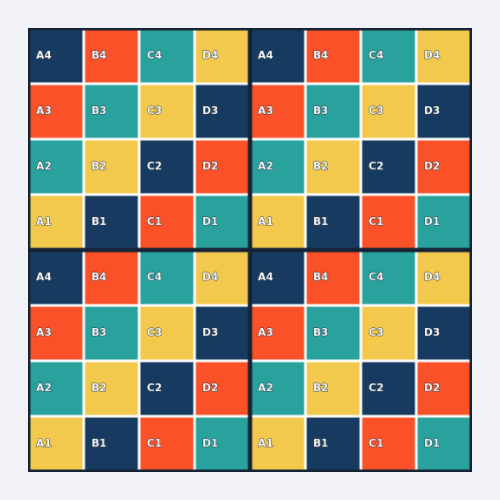 A4 B4 C4 D4 A4 B4 C4 D4
A3 B3 C3 D3 A3 B3 C3 D3
A2 B2 C2 D2 A2 B2 C2 D2
A1 B1 C1 D1 A1 B1 C1 D1
A4 B4 C4 D4 A4 B4 C4 D4
A3 B3 C3 D3 A3 B3 C3 D3
A2 B2 C2 D2 A2 B2 C2 D2
A1 B1 C1 D1 A1 B1 C1 D1